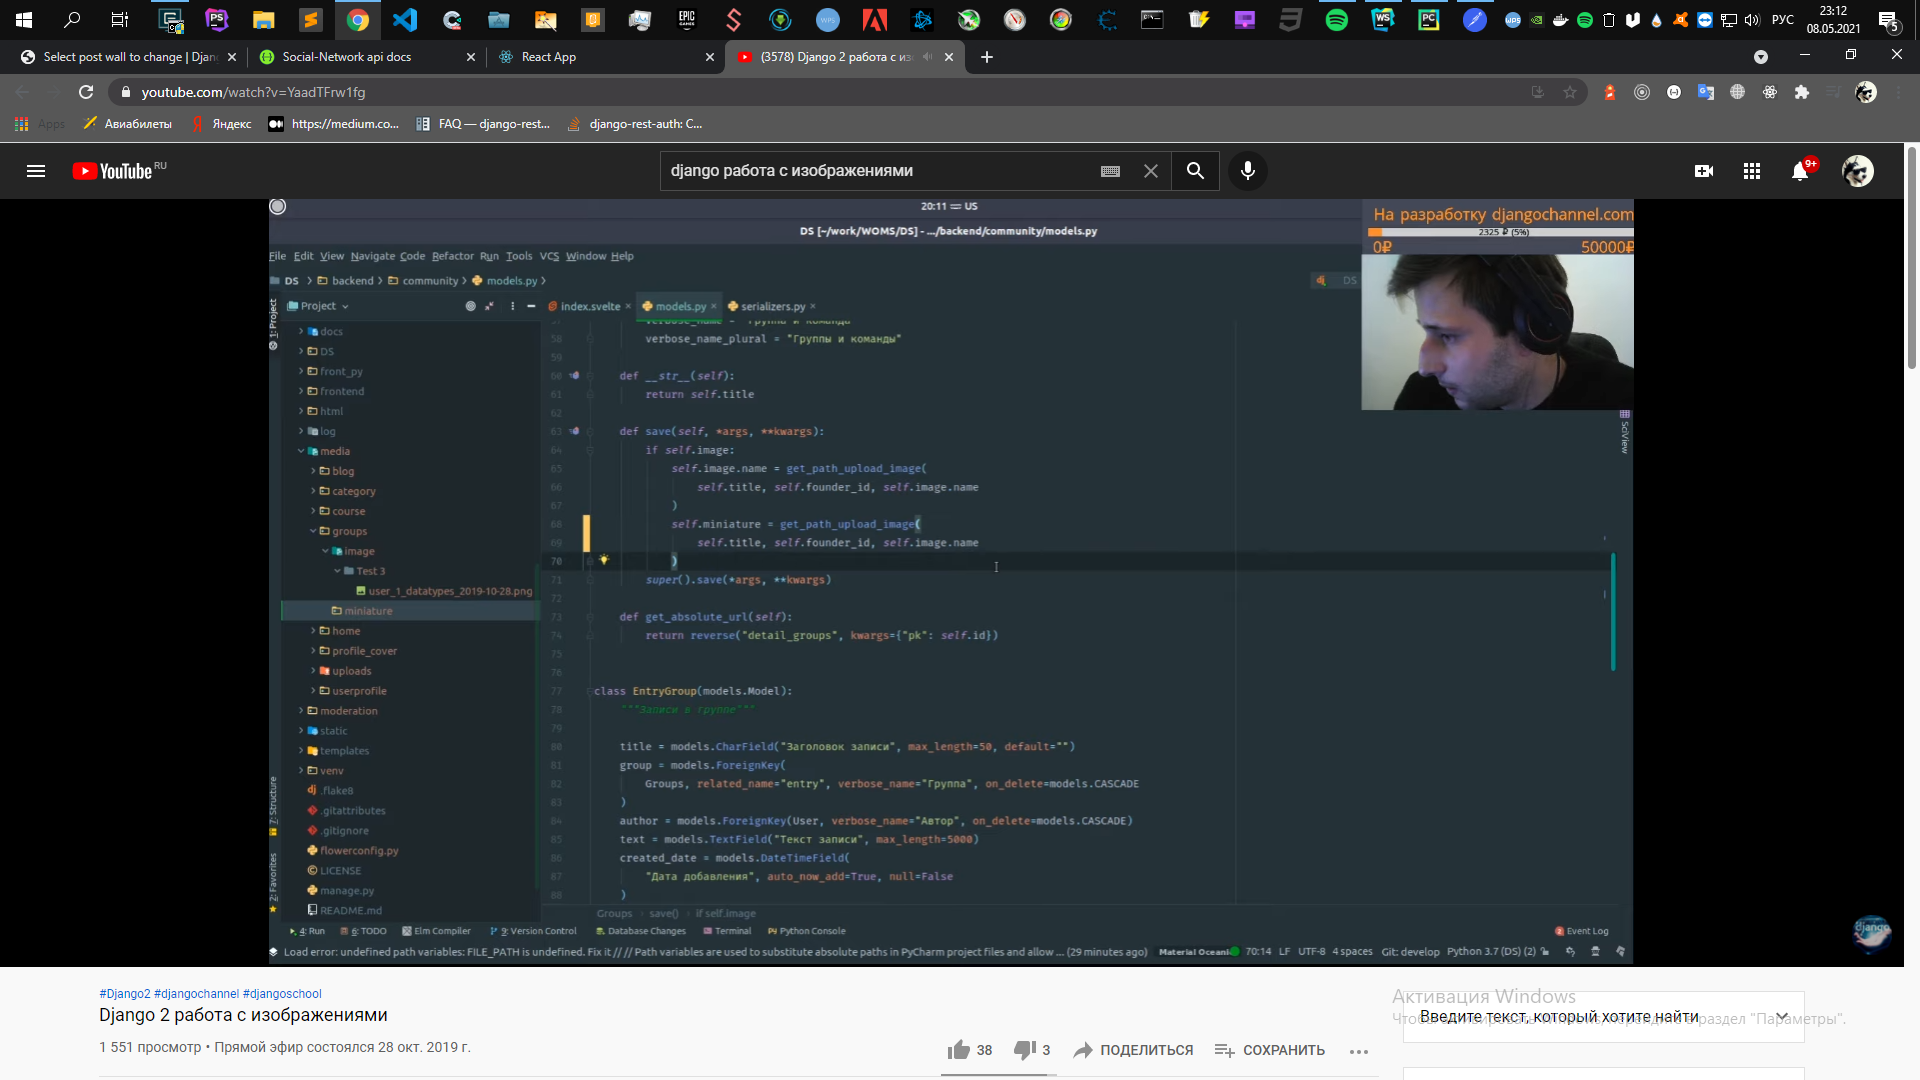 23:12
РУС
08.05.2021
5
Select post wall to change | Djan
Social-Network api docs
React App
(3578) Django 2 работа с из
youtube.com/watch?v=YaadTFrw1fg
Apps
Авиабилеты
Яндекс
https://medium.co...
FAQ — django-rest...
django-rest-auth: C...
YouTube RU
django работа с изображениями
9+
20:11 US
DS [~/work/WOMS/DS] - .../backend/community/models.py
На разработку djangochannel.com
2325 ₽ (5%)
0₽ 50000₽
File Edit View Navigate Code Refactor Run Tools VCS Window Help
DS backend community models.py
DS
Project
index.svelte
models.py
serializers.py
1: Project
docs
DS
front_py
frontend
html
log
media
blog
category
course
groups
image
Test 3
user_1_datatypes_2019-10-28.png
miniature
home
profile_cover
uploads
userprofile
moderation
static
templates
venv
.flake8
.gitattributes
.gitignore
flowerconfig.py
LICENSE
manage.py
README.md
7: Structure
2: Favorites
SciView
57 verbose_name = "Группа и команда"
58 verbose_name_plural = "Группы и команды"
59
60 def __str__(self):
61 return self.title
62
63 def save(self, *args, **kwargs):
64 if self.image:
65 self.image.name = get_path_upload_image(
66 self.title, self.founder_id, self.image.name
67 )
68 self.miniature = get_path_upload_image(
69 self.title, self.founder_id, self.image.name
70 )
71 super().save(*args, **kwargs)
72
73 def get_absolute_url(self):
74 return reverse("detail_groups", kwargs={"pk": self.id})
75
76
77 class EntryGroup(models.Model):
78 """Записи в группе"""
79
80 title = models.CharField("Заголовок записи", max_length=50, default="")
81 group = models.ForeignKey(
82 Groups, related_name="entry", verbose_name="Группа", on_delete=models.CASCADE
83 )
84 author = models.ForeignKey(User, verbose_name="Автор", on_delete=models.CASCADE)
85 text = models.TextField("Текст записи", max_length=5000)
86 created_date = models.DateTimeField(
87 "Дата добавления", auto_now_add=True, null=False
88 )
Groups save() if self.image
4: Run 6: TODO Elm Compiler 9: Version Control Database Changes Terminal Python Console 2 Event Log
Load error: undefined path variables: FILE_PATH is undefined. Fix it //// Path variables are used to substitute absolute paths in PyCharm project files and allow ... (29 minutes ago) Material Oceanic 70:14 LF UTF-8 4 spaces Git: develop Python 3.7 (DS) (2)
django
#Django2 #djangochannel #djangoschool
Django 2 работа с изображениями
1 551 просмотр • Прямой эфир состоялся 28 окт. 2019 г.
38
3
ПОДЕЛИТЬСЯ
СОХРАНИТЬ
Активация Windows
Введите текст, который хотите найти
раздел "Параметры".